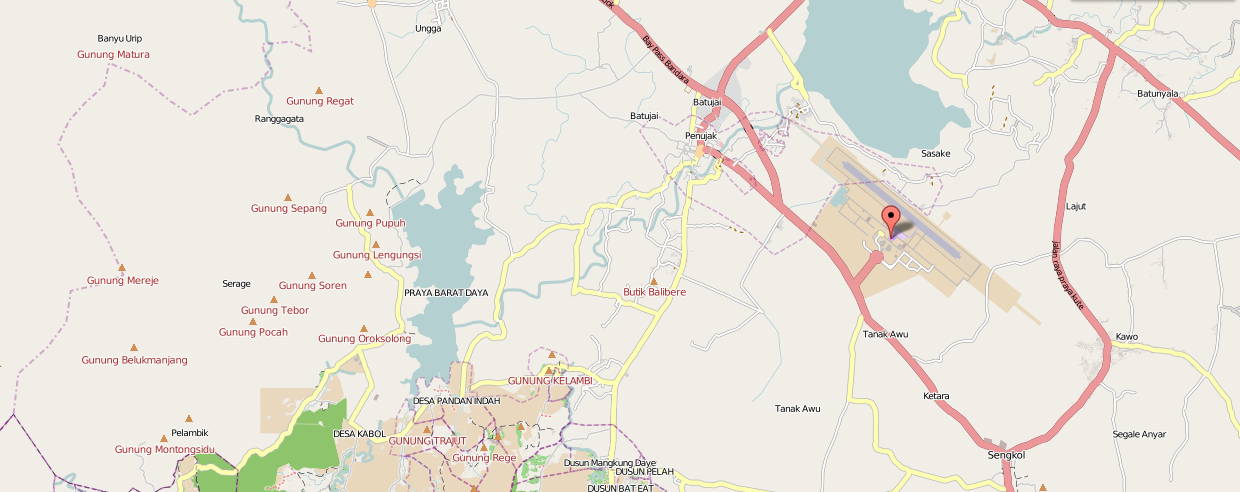 Ungga
Banyu Urip
Gunung Matura
Bay Pass Bandara
Gunung Regat
Ranggagata
Batujai
Batujai
Batunyala
Penujak
Sasake
Gunung Sepang
Gunung Pupuh
Lajut
Gunung Lengungsi
jalan raya praya kute
Gunung Mereje
Serage
Gunung Soren
PRAYA BARAT DAYA
Butik Balibere
Gunung Tebor
Gunung Pocah
Gunung Oroksolong
Tanak Awu
Kawo
Gunung Belukmanjang
GUNUNG KELAMBI
DESA PANDAN INDAH
Ketara
Tanak Awu
Pelambik
DESA KABOL
GUNUNG TRAJUT
Segale Anyar
Gunung Montongsidu
Gunung Rege
Sengkol
Dusun Mangkung Daye
DUSUN PELAH
DUSUN BAT EAT